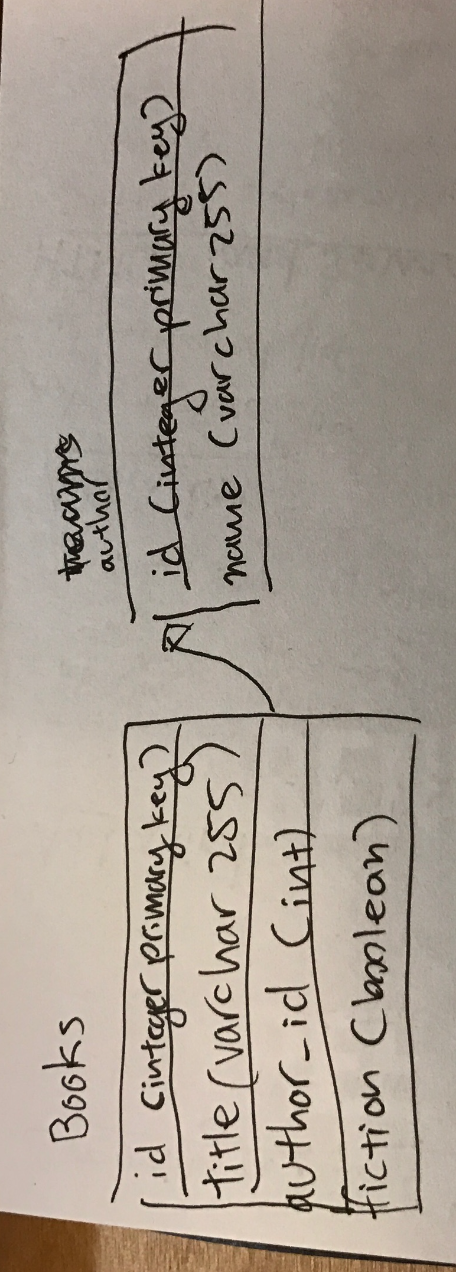 Books
id (integer primary key)
title (varchar 255)
author_id (int)
fiction (boolean)
author
id (integer primary key)
name (varchar 255)